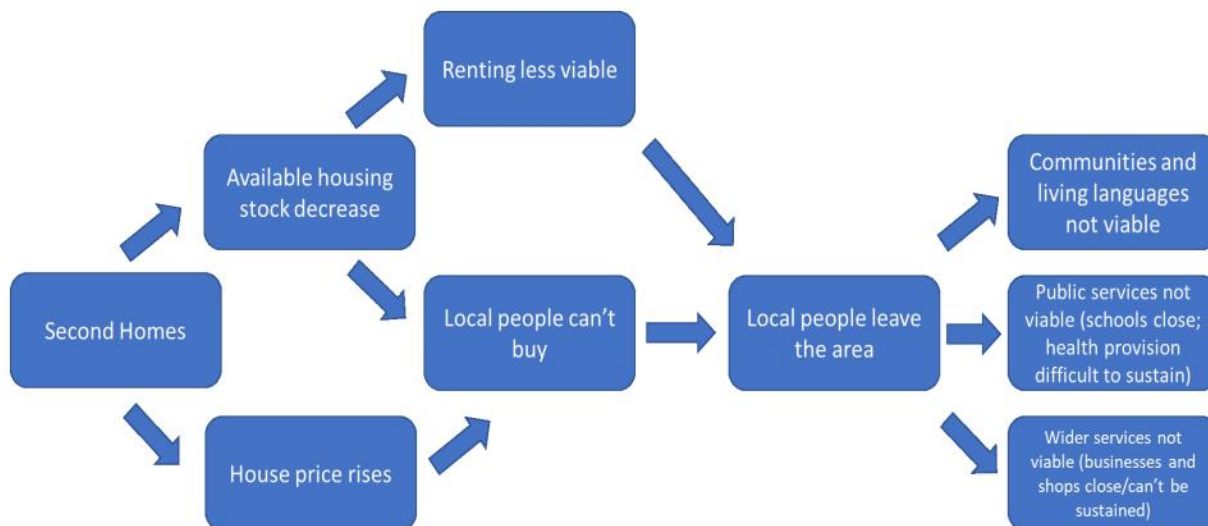 Renting less viable
Available housing
stock decrease
Communities and
living languages
not viable
Second Homes
Local people can't
buy
Local people leave
the area
Public services not
viable (schools close;
health provision
difficult to sustain)
House price rises
Wider services not
viable (businesses and
shops close/can't be
sustained)